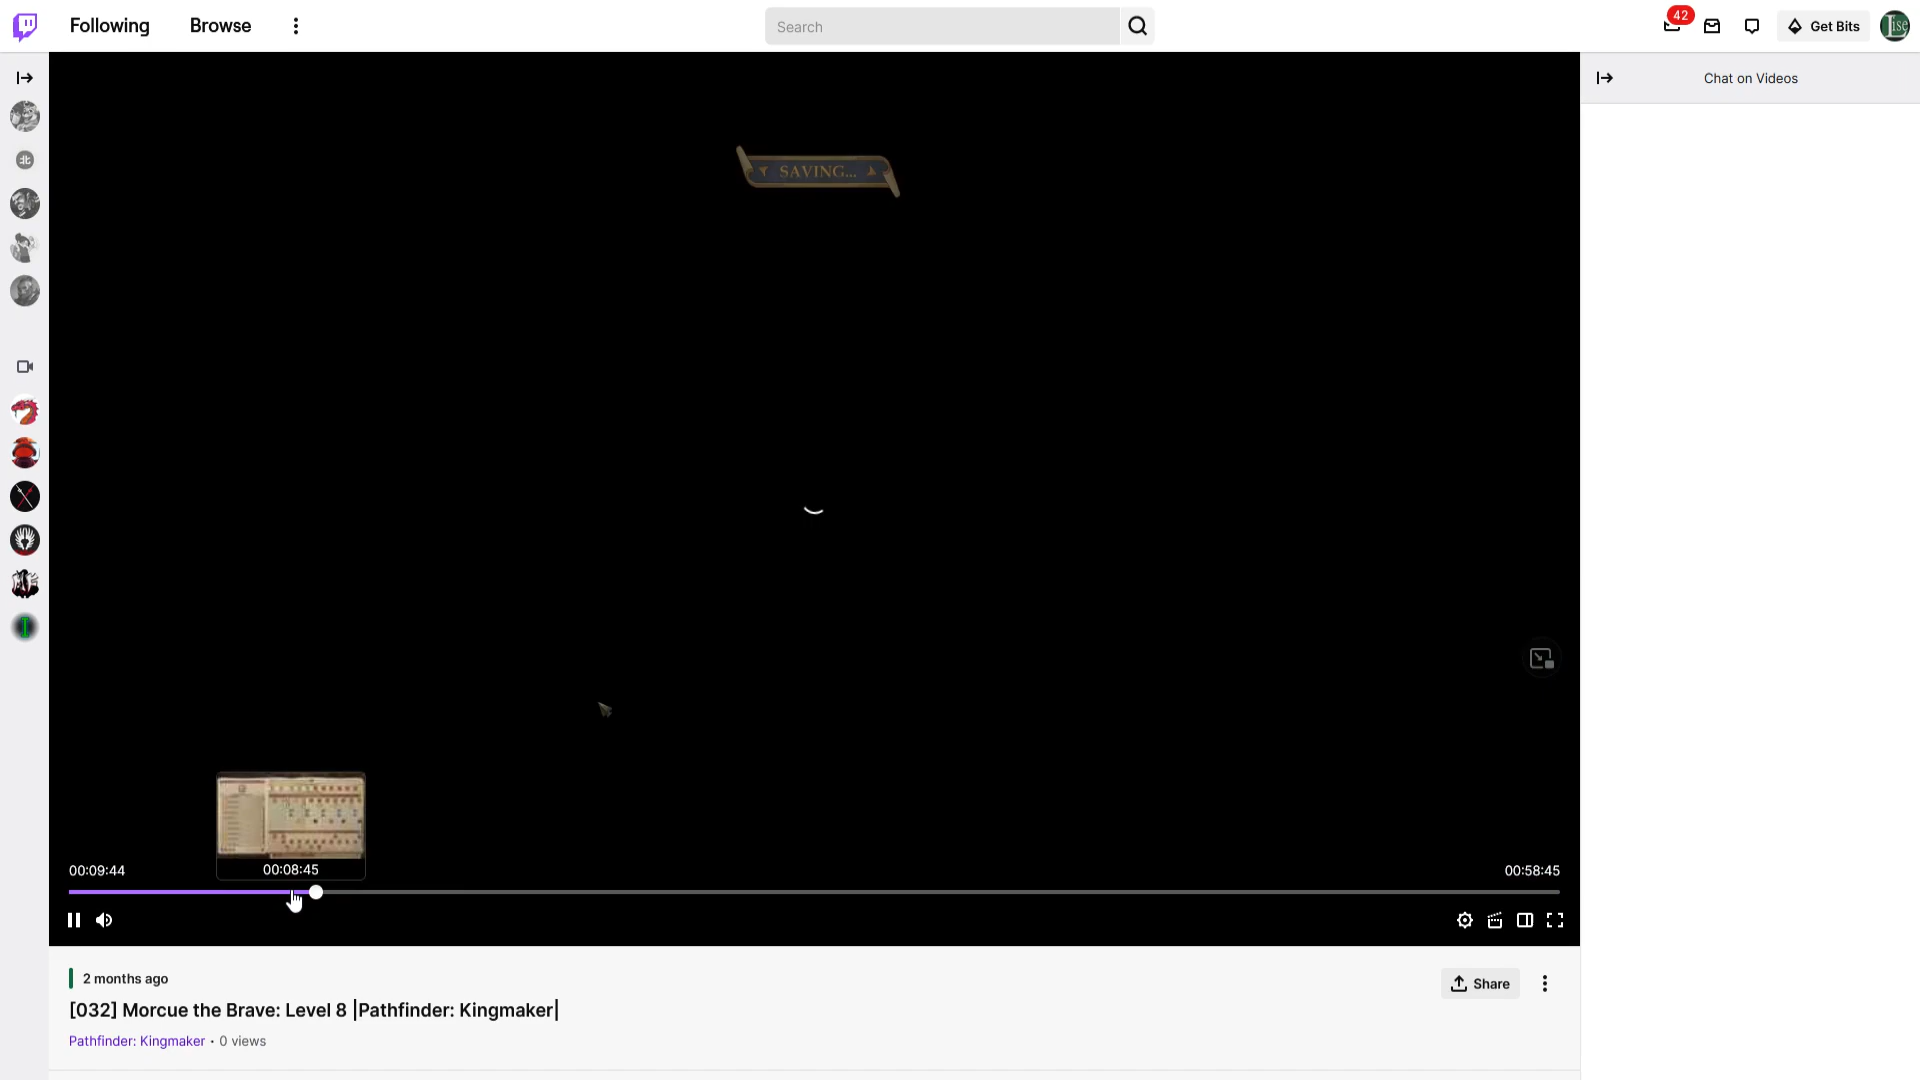 Following
Browse
Search
42
Get Bits
Lise
Chat on Videos
SAVING...
00:09:44
00:08:45
00:58:45
2 months ago
Share
[032] Morcue the Brave: Level 8 |Pathfinder: Kingmaker|
Pathfinder: Kingmaker • 0 views